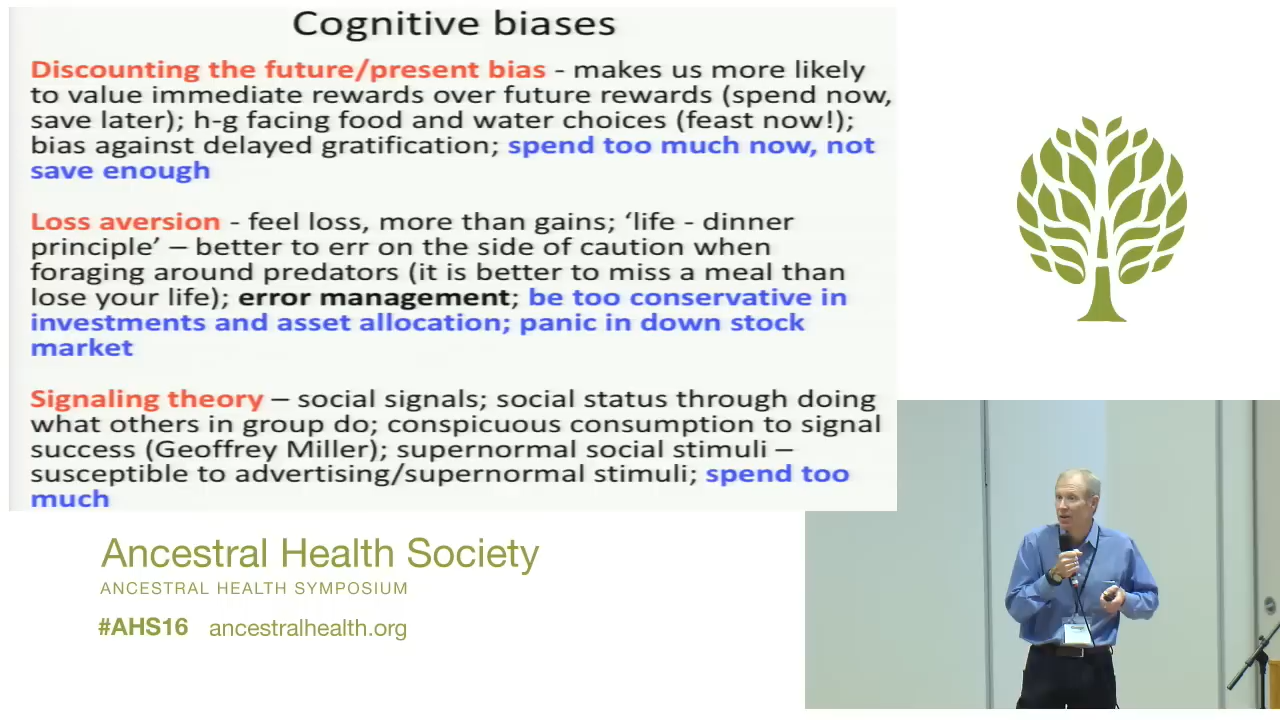 Cognitive biases
Discounting the future/present bias - makes us more likely
to value immediate rewards over future rewards (spend now,
save later); h-g facing food and water choices (feast now!);
bias against delayed gratification; spend too much now, not
save enough
Loss aversion - feel loss, more than gains; ‘life - dinner
principle’ – better to err on the side of caution when
foraging around predators (it is better to miss a meal than
lose your life); error management; be too conservative in
investments and asset allocation; panic in down stock
market
Signaling theory – social signals; social status through doing
what others in group do; conspicuous consumption to signal
success (Geoffrey Miller); supernormal social stimuli –
susceptible to advertising/supernormal stimuli; spend too
much
Ancestral Health Society
ANCESTRAL HEALTH SYMPOSIUM
#AHS16 ancestralhealth.org